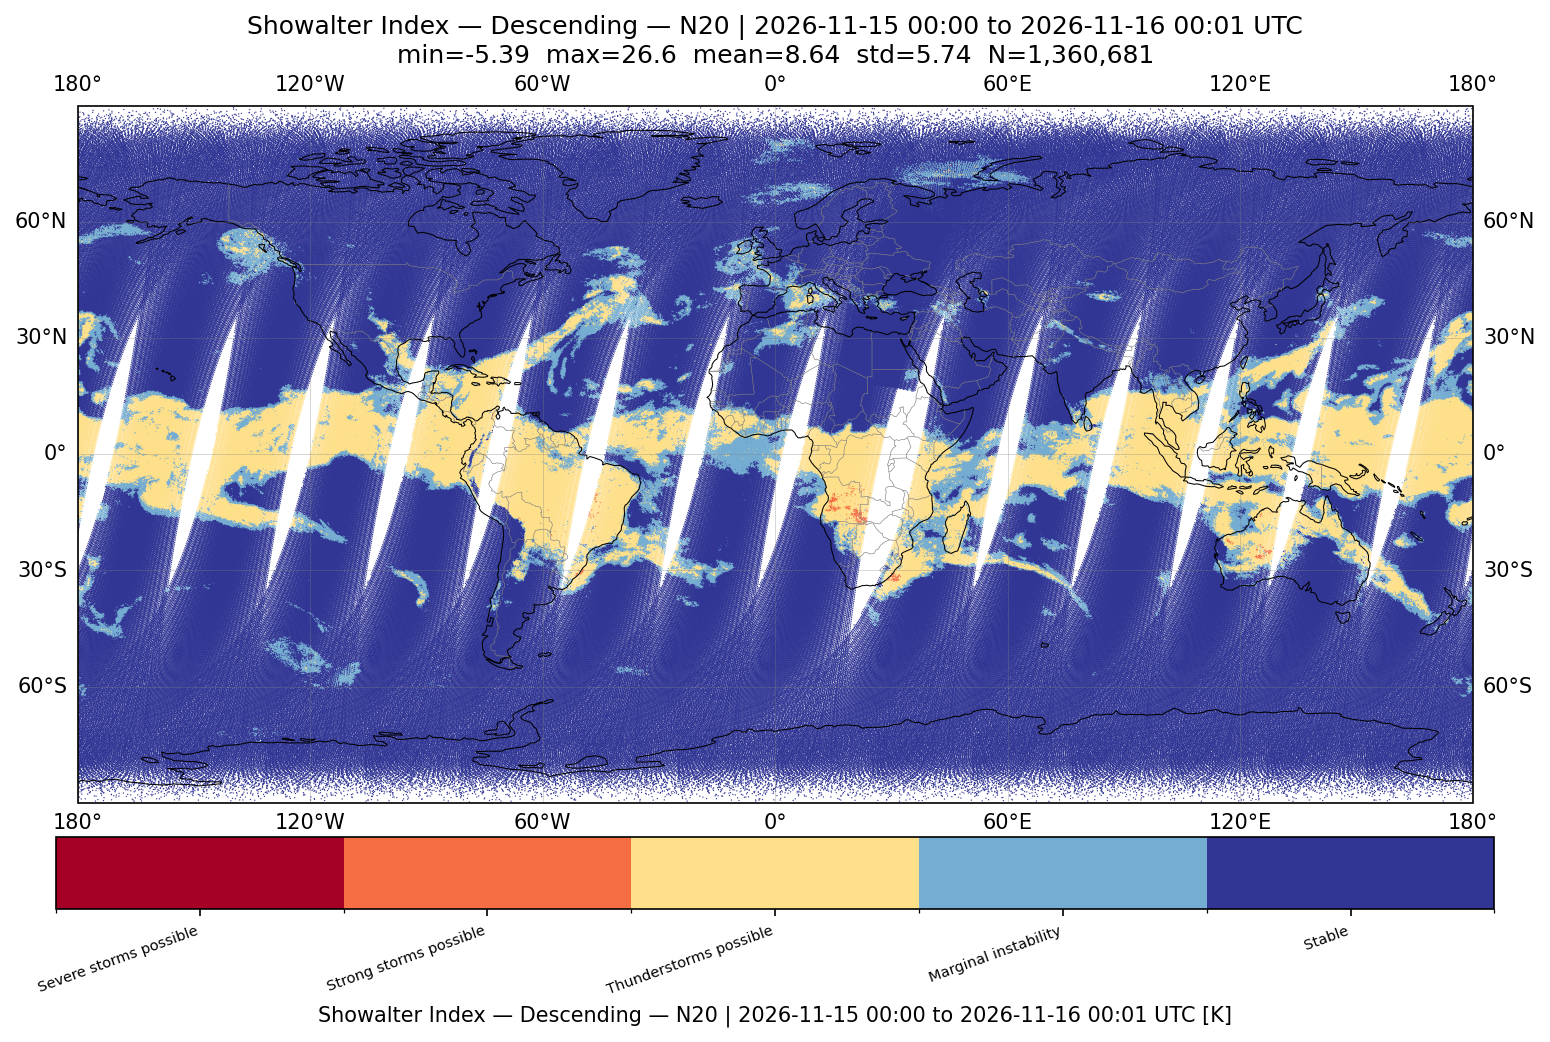 Showalter Index — Descending — N20 | 2026-11-15 00:00 to 2026-11-16 00:01 UTC
min=-5.39 max=26.6 mean=8.64 std=5.74 N=1,360,681
180° 120°W 60°W 0° 60°E 120°E 180°
60°N 60°N
30°N 30°N
0° 0°
30°S 30°S
60°S 60°S
180° 120°W 60°W 0° 60°E 120°E 180°
Severe storms possible Strong storms possible Thunderstorms possible Marginal instability Stable
Showalter Index — Descending — N20 | 2026-11-15 00:00 to 2026-11-16 00:01 UTC [K]